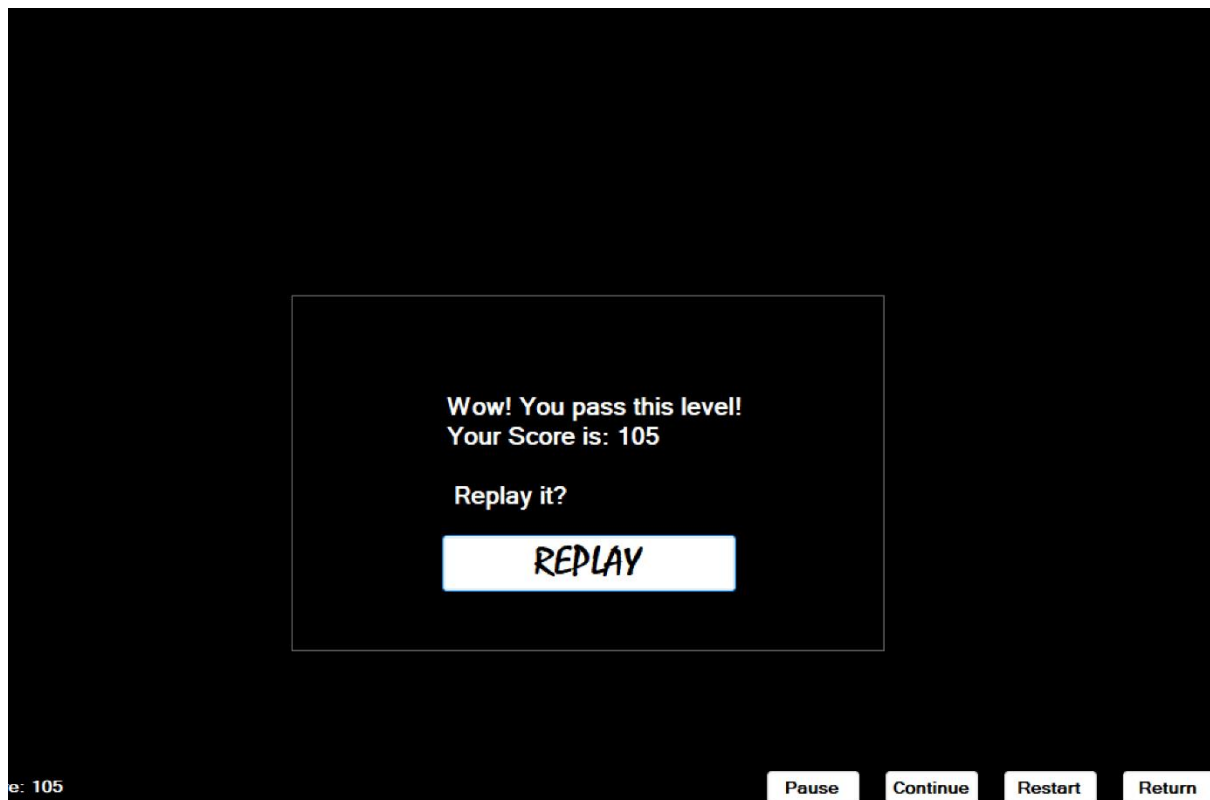 Wow! You pass this level!
Your Score is: 105
Replay it?
REPLAY
e: 105 Pause Continue Restart Return